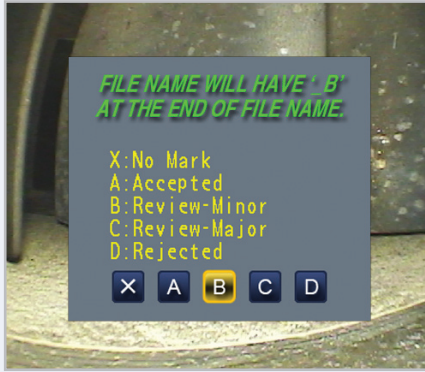 FILE NAME WILL HAVE ‘_B’
AT THE END OF FILE NAME.
X:No Mark
A:Accepted
B:Review-Minor
C:Review-Major
D:Rejected
X A B C D